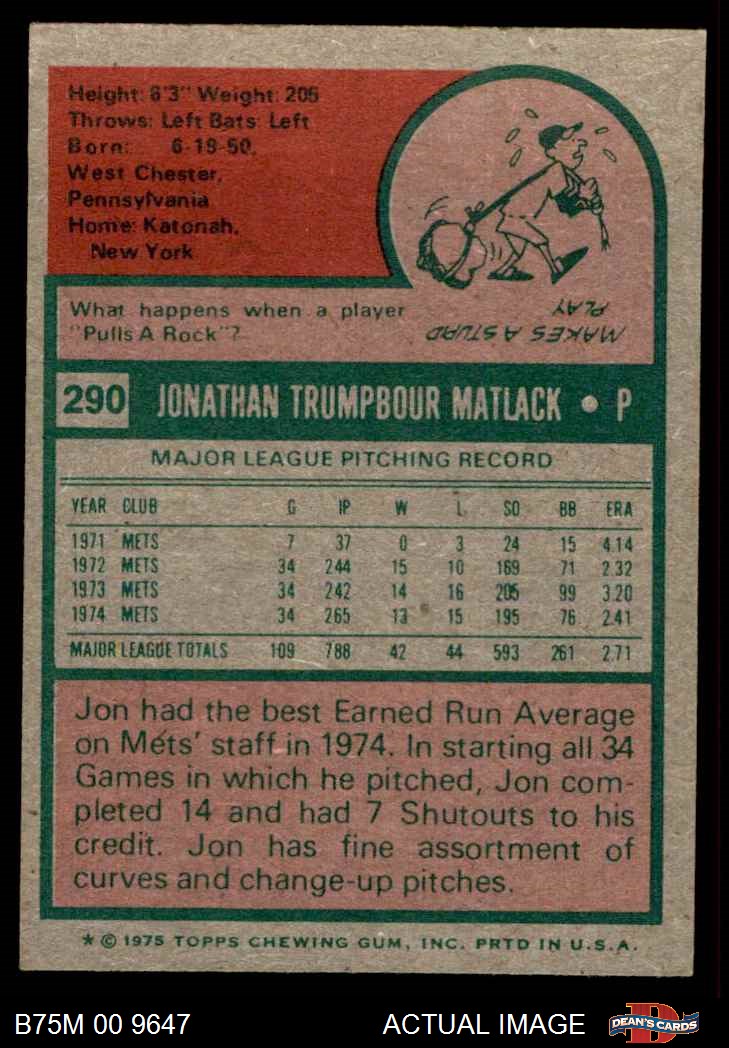 Height: 6'3" Weight: 205
Throws: Left Bats: Left
Born: 6-19-50,
West Chester,
Pennsylvania
Home: Katonah,
New York
What happens when a player
"Pulls A Rock"?
MAKES A STUPID
PLAY
290 JONATHAN TRUMPBOUR MATLACK • P
MAJOR LEAGUE PITCHING RECORD
YEAR CLUB G IP W L SO BB ERA
1971 METS 7 37 0 3 24 15 4.14
1972 METS 34 244 15 10 169 71 2.32
1973 METS 34 242 14 16 205 99 3.20
1974 METS 34 265 13 15 195 76 2.41
MAJOR LEAGUE TOTALS 109 788 42 44 593 261 2.71
Jon had the best Earned Run Average
on Mets' staff in 1974. In starting all 34
Games in which he pitched, Jon com-
pleted 14 and had 7 Shutouts to his
credit. Jon has fine assortment of
curves and change-up pitches.
★ © 1975 TOPPS CHEWING GUM, INC. PRTD IN U.S.A.
B75M 00 9647 ACTUAL IMAGE DEAN'S CARDS